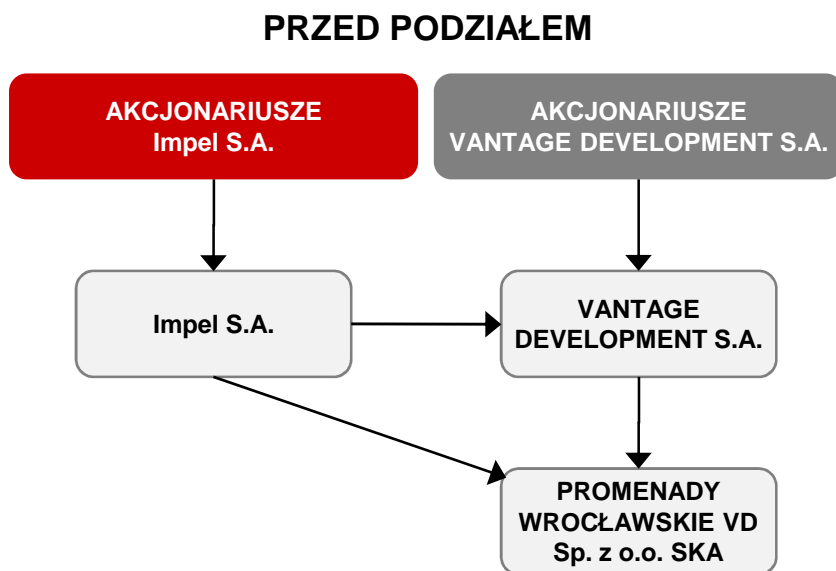 PRZED PODZIAŁEM
AKCJONARIUSZE
Impel S.A.
AKCJONARIUSZE
VANTAGE DEVELOPMENT S.A.
Impel S.A.
VANTAGE
DEVELOPMENT S.A.
PROMENADY
WROCŁAWSKIE VD
Sp. z o.o. SKA